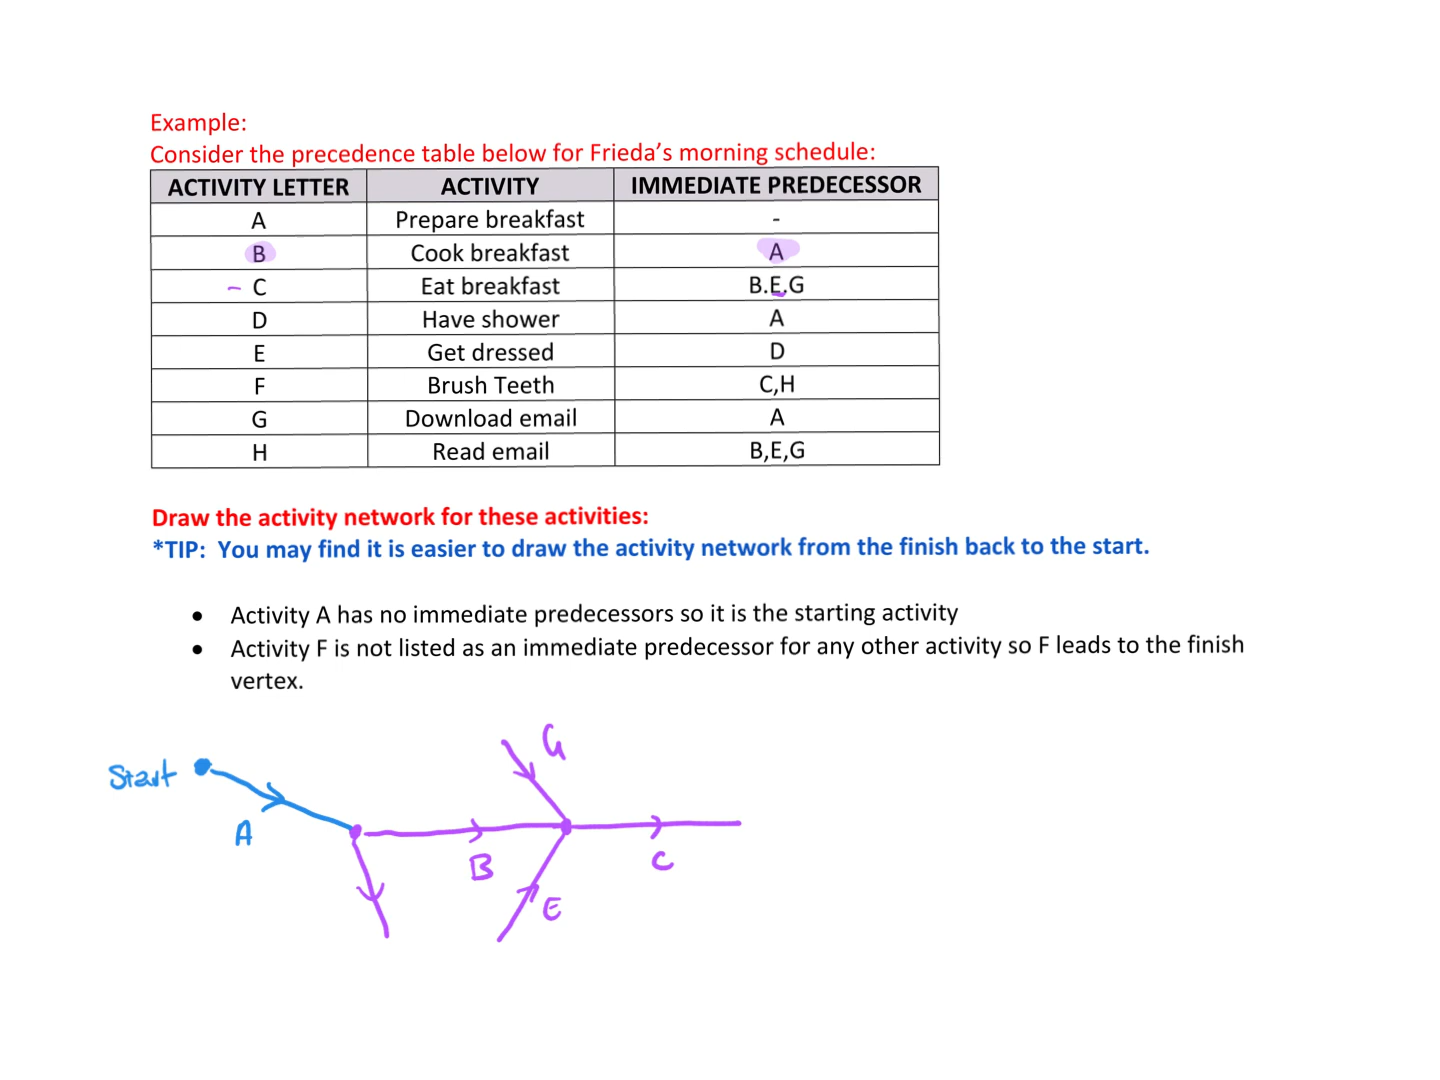 Example:
Consider the precedence table below for Frieda's morning schedule:
ACTIVITY LETTER ACTIVITY IMMEDIATE PREDECESSOR
A Prepare breakfast -
B Cook breakfast A
C Eat breakfast B.E,G
D Have shower A
E Get dressed D
F Brush Teeth C,H
G Download email A
H Read email B,E,G
Draw the activity network for these activities:
*TIP: You may find it is easier to draw the activity network from the finish back to the start.
• Activity A has no immediate predecessors so it is the starting activity
• Activity F is not listed as an immediate predecessor for any other activity so F leads to the finish
vertex.
G
Start
A
B
C
E